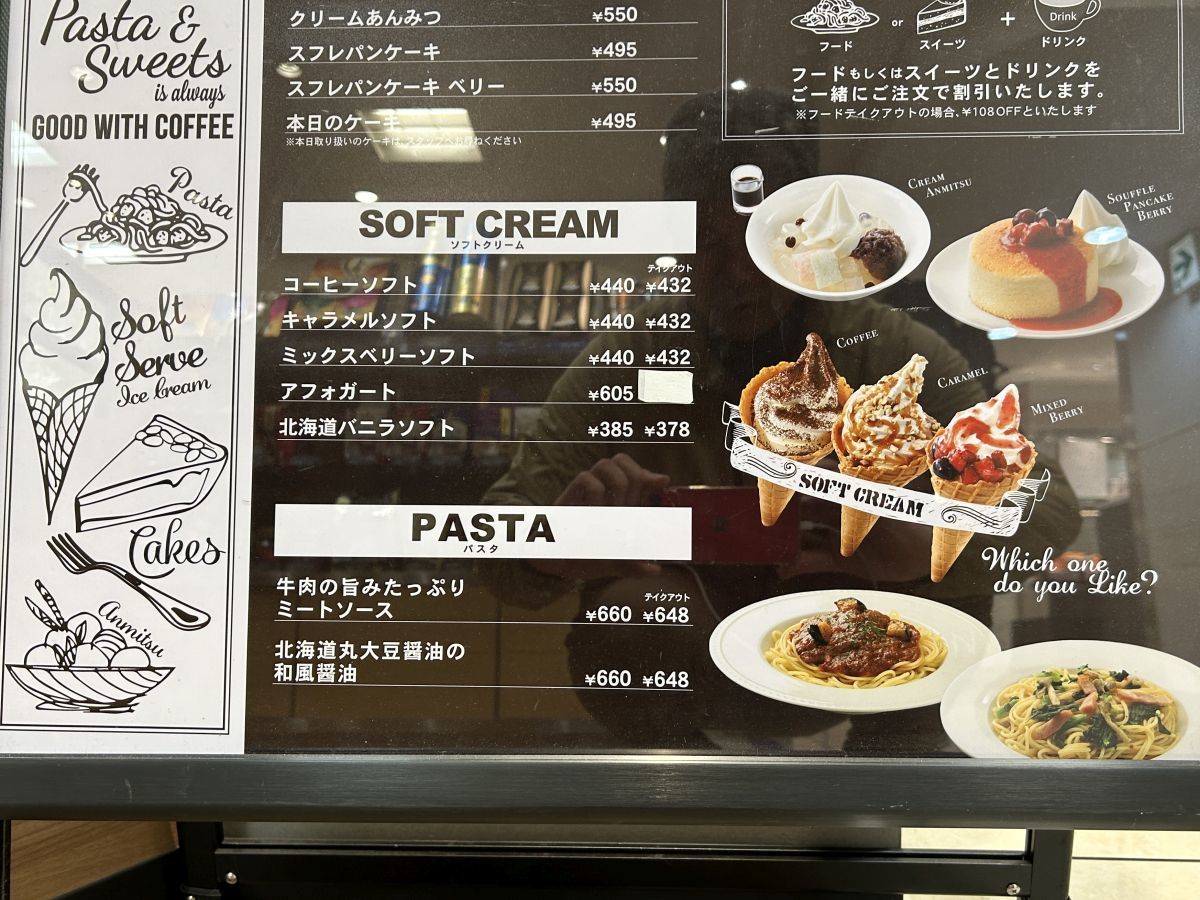 Pasta &
Sweets
is always
GOOD WITH COFFEE
Pasta
Soft
Serve
Ice Cream
Cakes
Anmitsu
クリームあんみつ ¥550
スフレパンケーキ ¥495
スフレパンケーキ ベリー ¥550
本日のケーキ ¥495
※本日取り扱いのケーキは、スタッフへお尋ねください
SOFT CREAM
ソフトクリーム
テイクアウト
コーヒーソフト ¥440 ¥432
キャラメルソフト ¥440 ¥432
ミックスベリーソフト ¥440 ¥432
アフォガート ¥605
北海道バニラソフト ¥385 ¥378
PASTA
パスタ
牛肉の旨みたっぷり
テイクアウト
ミートソース ¥660 ¥648
北海道丸大豆醤油の
和風醤油 ¥660 ¥648
or + Drink
フード スイーツ ドリンク
フードもしくはスイーツとドリンクを
ご一緒にご注文で割引いたします。
※フードテイクアウトの場合、¥108OFFといたします
CREAM
ANMITSU
SOUFFLE
PANCAKE
BERRY
COFFEE
CARAMEL
MIXED
BERRY
SOFT CREAM
Which one
do you Like?